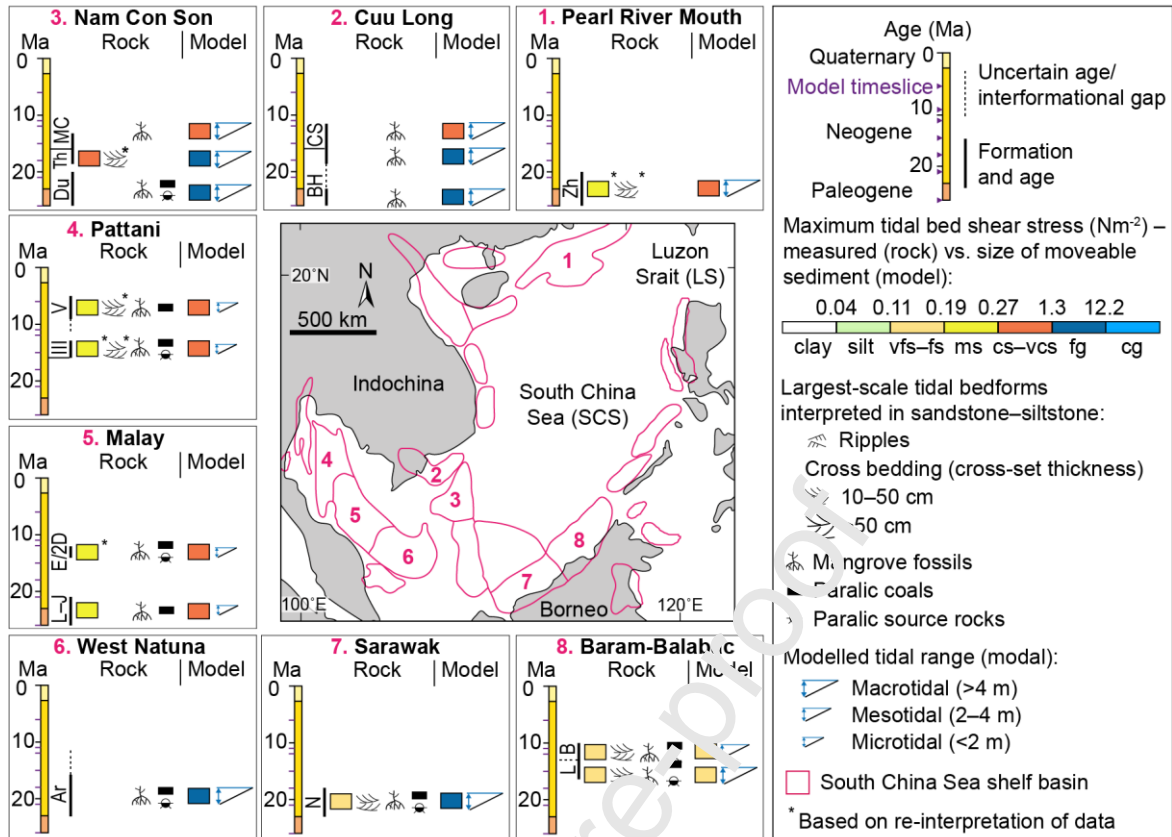 3. Nam Con Son
Ma Rock Model
0
10
20
MC
Th
Du
*
2. Cuu Long
Ma Rock Model
0
10
20
CS
BH
1. Pearl River Mouth
Ma Rock Model
0
10
20
Zh
* *
4. Pattani
Ma Rock Model
0
10
20
V
III
*
* *
5. Malay
Ma Rock Model
0
10
20
E/2D
L–J
*
6. West Natuna
Ma Rock Model
0
10
20
Ar
7. Sarawak
Ma Rock Model
0
10
20
N
8. Baram-Balabac
Ma Rock Model
0
10
20
B
L
20°N
N
500 km
Luzon
Srait (LS)
Indochina
South China
Sea (SCS)
Borneo
100°E
120°E
1
2
3
4
5
6
7
8
Age (Ma)
Quaternary 0
Model timeslice
10
Neogene
20
Paleogene
Uncertain age/
interformational gap
Formation
and age
Maximum tidal bed shear stress (Nm⁻²) –
measured (rock) vs. size of moveable
sediment (model):
0.04 0.11 0.19 0.27 1.3 12.2
clay silt vfs–fs ms cs–vcs fg cg
Largest-scale tidal bedforms
interpreted in sandstone–siltstone:
Ripples
Cross bedding (cross-set thickness)
10–50 cm
50 cm
Mangrove fossils
Paralic coals
Paralic source rocks
Modelled tidal range (modal):
Macrotidal (>4 m)
Mesotidal (2–4 m)
Microtidal (<2 m)
South China Sea shelf basin
* Based on re-interpretation of data
re-proof